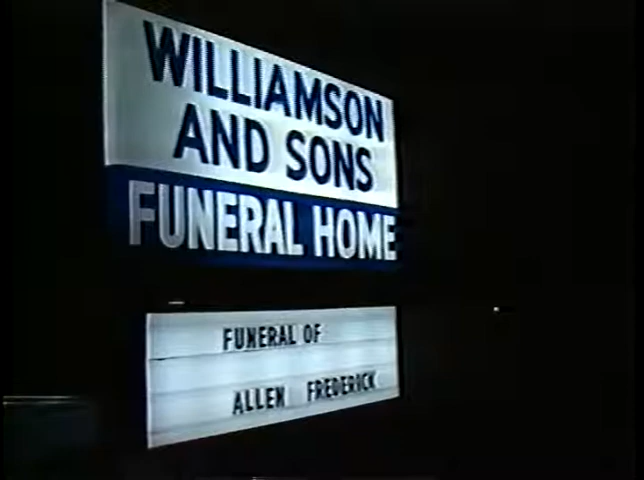 WILLIAMSON
AND SONS
FUNERAL HOME
FUNERAL OF
ALLEN FREDERICK